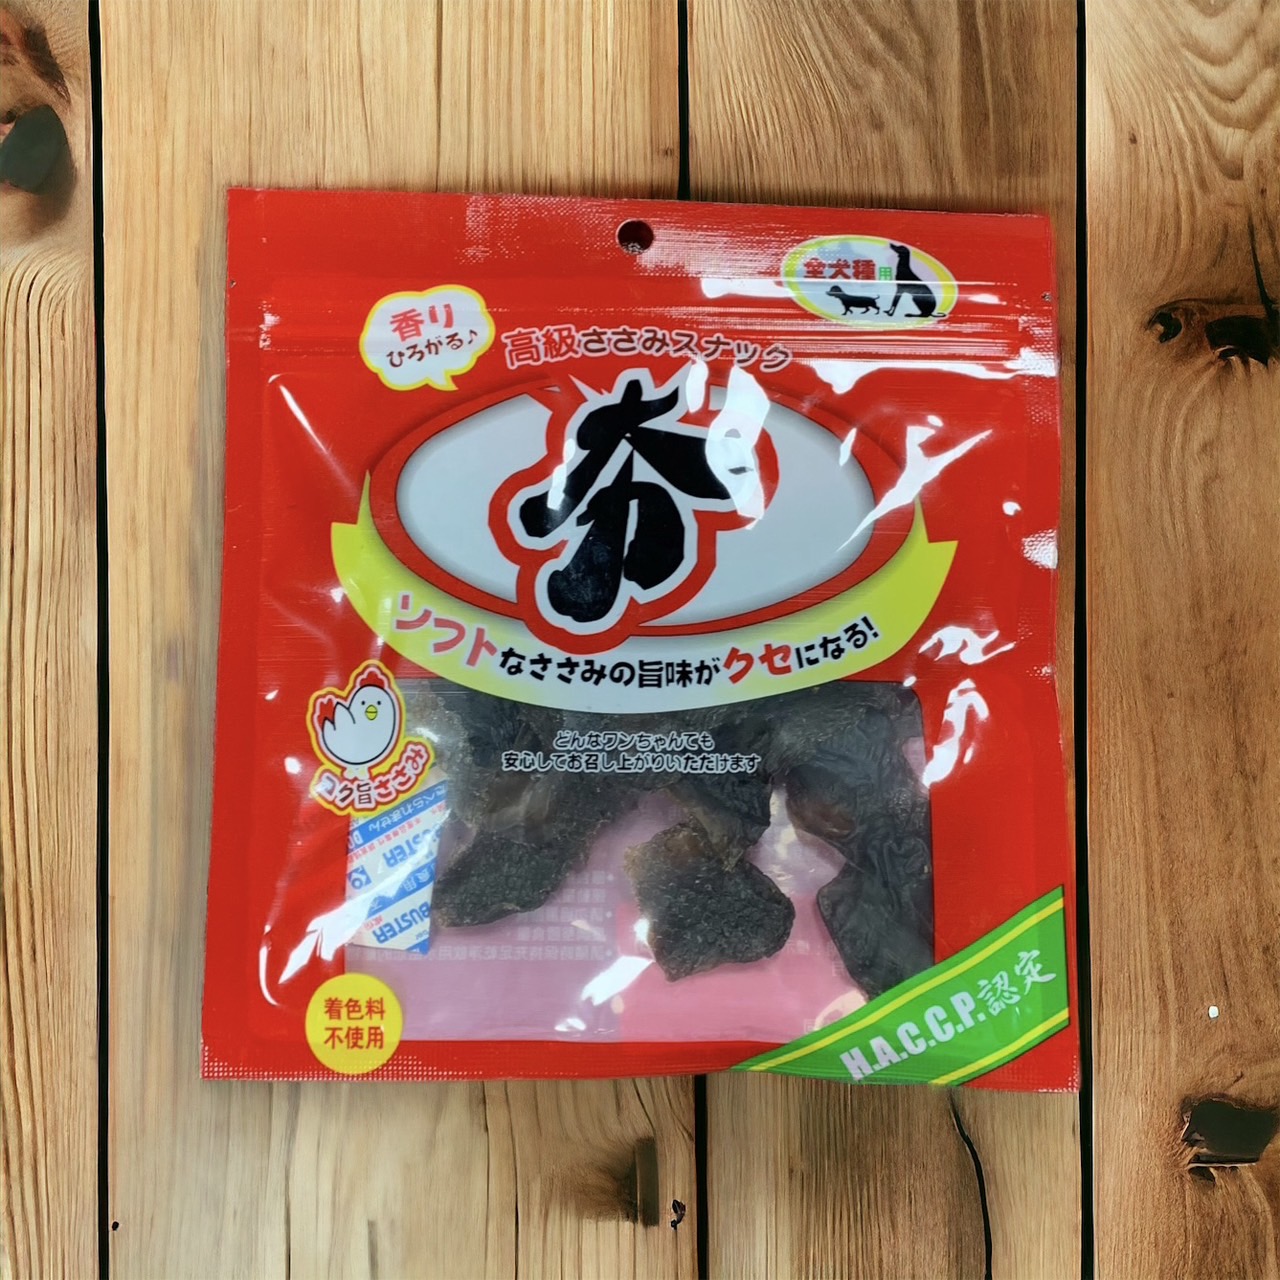 全犬種用
香り
ひろがる♪
高級ささみスナック
夯
ソフトなささみの旨味がクセになる!
どんなワンちゃんでも
安心してお召し上がりいただけます
コク旨ささみ
BUSTER
BUSTER
着色料
不使用
H.A.C.C.P.認定